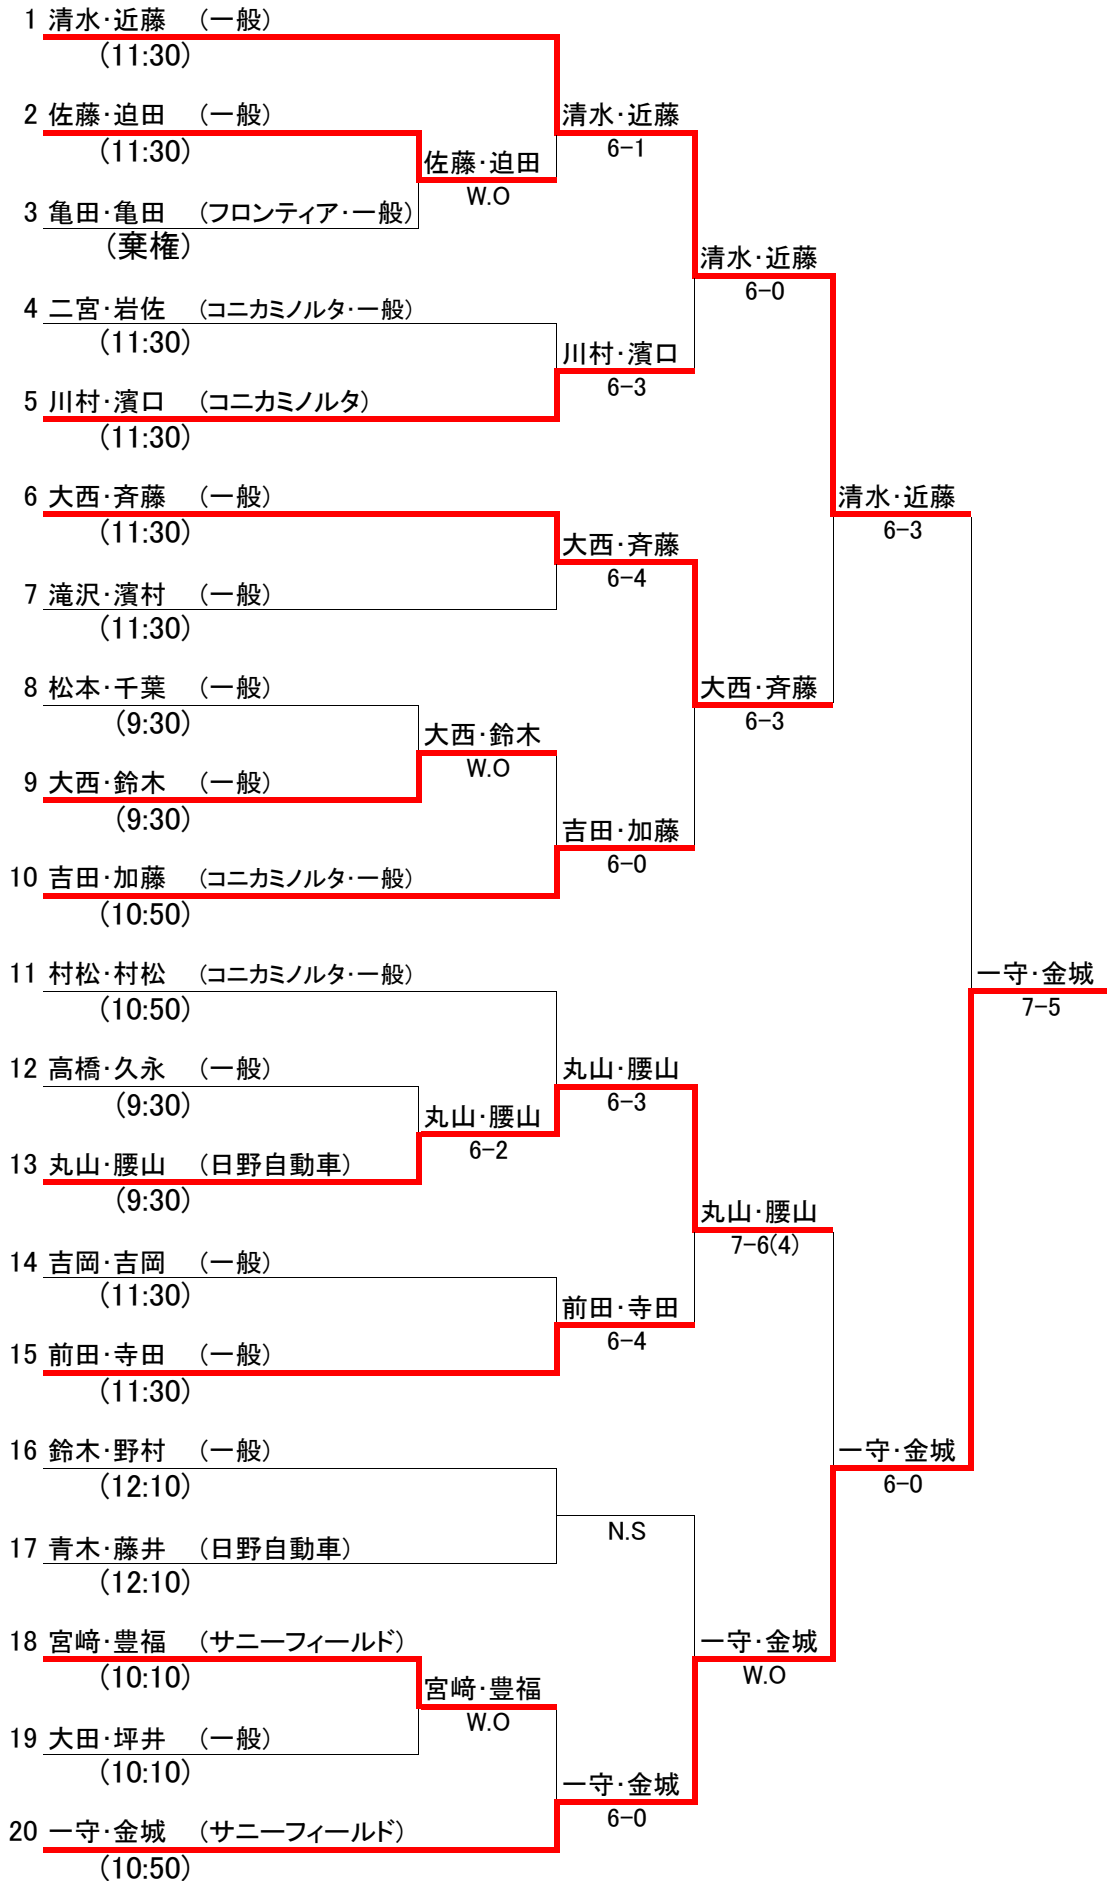 1 清水・近藤 (一般)
(11:30)
2 佐藤・迫田 (一般)
(11:30)
3 亀田・亀田 (フロンティア・一般)
(棄権)
4 二宮・岩佐 (コニカミノルタ・一般)
(11:30)
5 川村・濱口 (コニカミノルタ)
(11:30)
6 大西・斉藤 (一般)
(11:30)
7 滝沢・濱村 (一般)
(11:30)
8 松本・千葉 (一般)
(9:30)
9 大西・鈴木 (一般)
(9:30)
10 吉田・加藤 (コニカミノルタ・一般)
(10:50)
11 村松・村松 (コニカミノルタ・一般)
(10:50)
12 高橋・久永 (一般)
(9:30)
13 丸山・腰山 (日野自動車)
(9:30)
14 吉岡・吉岡 (一般)
(11:30)
15 前田・寺田 (一般)
(11:30)
16 鈴木・野村 (一般)
(12:10)
17 青木・藤井 (日野自動車)
(12:10)
18 宮﨑・豊福 (サニーフィールド)
(10:10)
19 大田・坪井 (一般)
(10:10)
20 一守・金城 (サニーフィールド)
(10:50)
佐藤・迫田
W.O
大西・鈴木
W.O
丸山・腰山
6-2
宮﨑・豊福
W.O
清水・近藤
6-1
川村・濱口
6-3
大西・斉藤
6-4
吉田・加藤
6-0
丸山・腰山
6-3
前田・寺田
6-4
N.S
一守・金城
6-0
清水・近藤
6-0
大西・斉藤
6-3
丸山・腰山
7-6(4)
一守・金城
W.O
清水・近藤
6-3
一守・金城
6-0
一守・金城
7-5